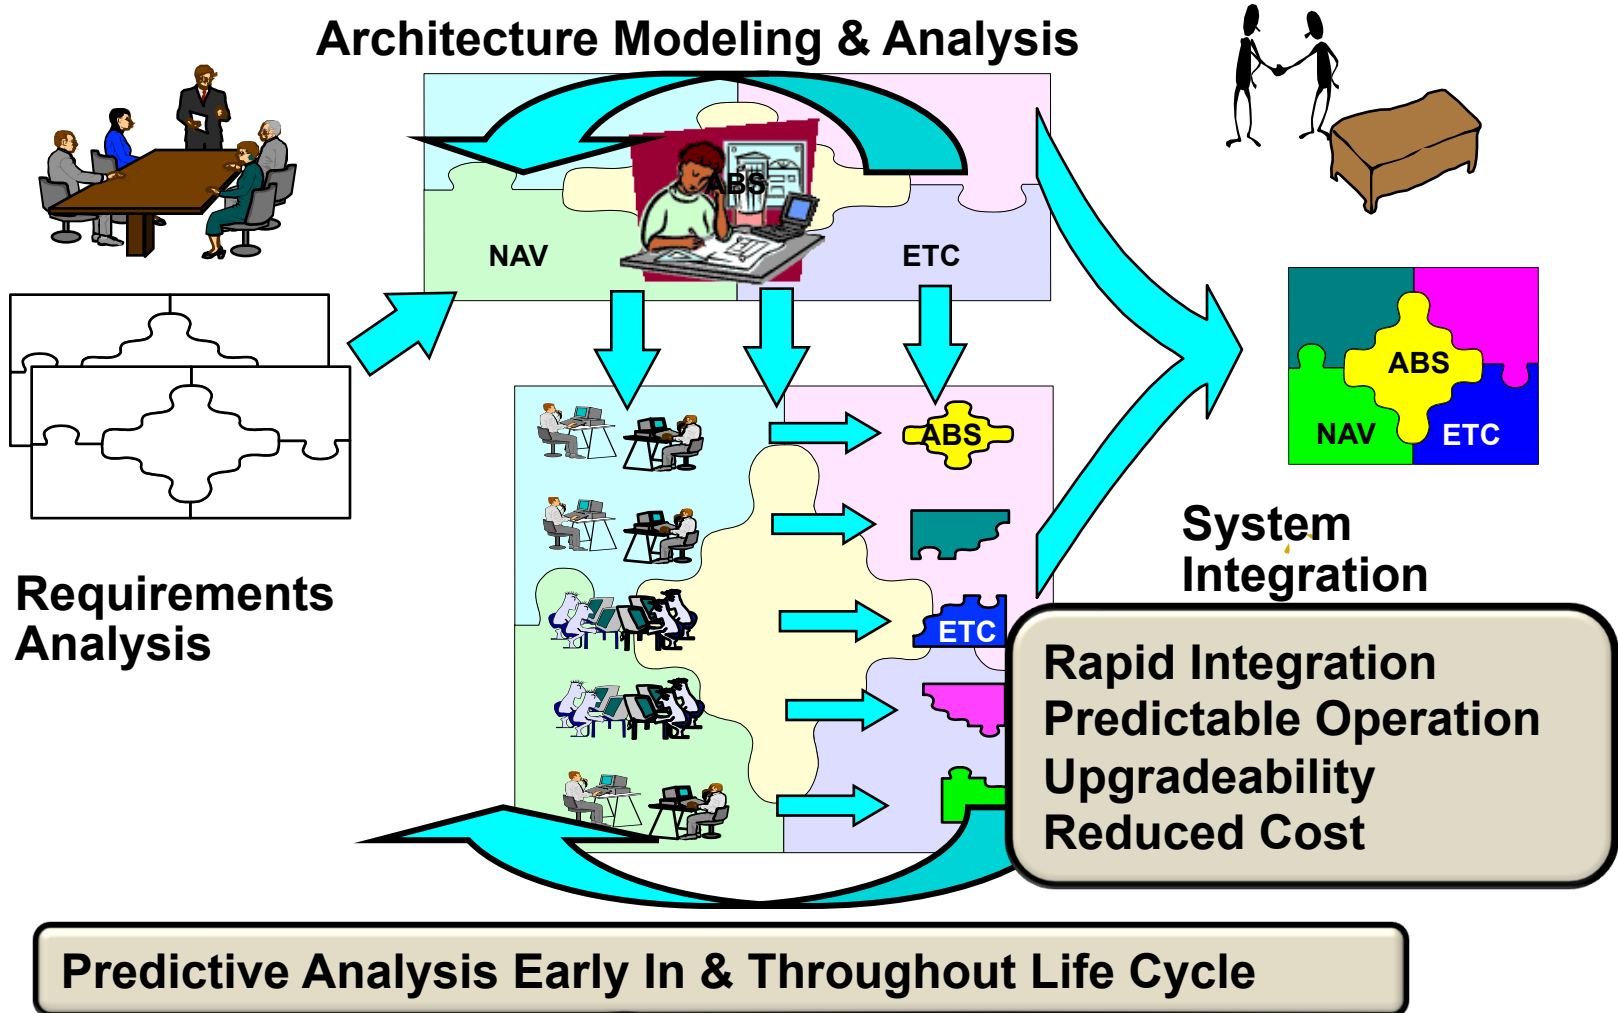 Architecture Modeling & Analysis
BS
NAV
ETC
ABS
NAV
ETC
ABS
ETC
System
Integration
Requirements
Analysis
Rapid Integration
Predictable Operation
Upgradeability
Reduced Cost
Predictive Analysis Early In & Throughout Life Cycle